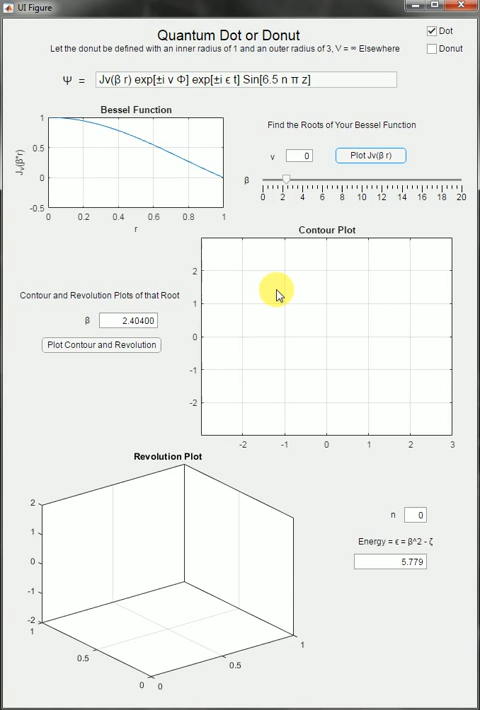 UI Figure
Quantum Dot or Donut
Dot
Let the donut be defined with an inner radius of 1 and an outer radius of 3, V = ∞ Elsewhere
Donut
Ψ = Jv(β r) exp[±i v Φ] exp[±i ϵ t] Sin[6.5 n π z]
Bessel Function
1
0.5
0
-0.5
Jᵥ(β*r)
0 0.2 0.4 0.6 0.8 1
r
Find the Roots of Your Bessel Function
v 0 Plot Jv(β r)
β
0 2 4 6 8 10 12 14 16 18 20
Contour Plot
2
1
0
-1
-2
-2 -1 0 1 2 3
Contour and Revolution Plots of that Root
β 2.40400
Plot Contour and Revolution
Revolution Plot
2
1
0
-1
-2
1
0.5
0
0
0.5
1
n 0
Energy = ϵ = β^2 - ζ
5.779